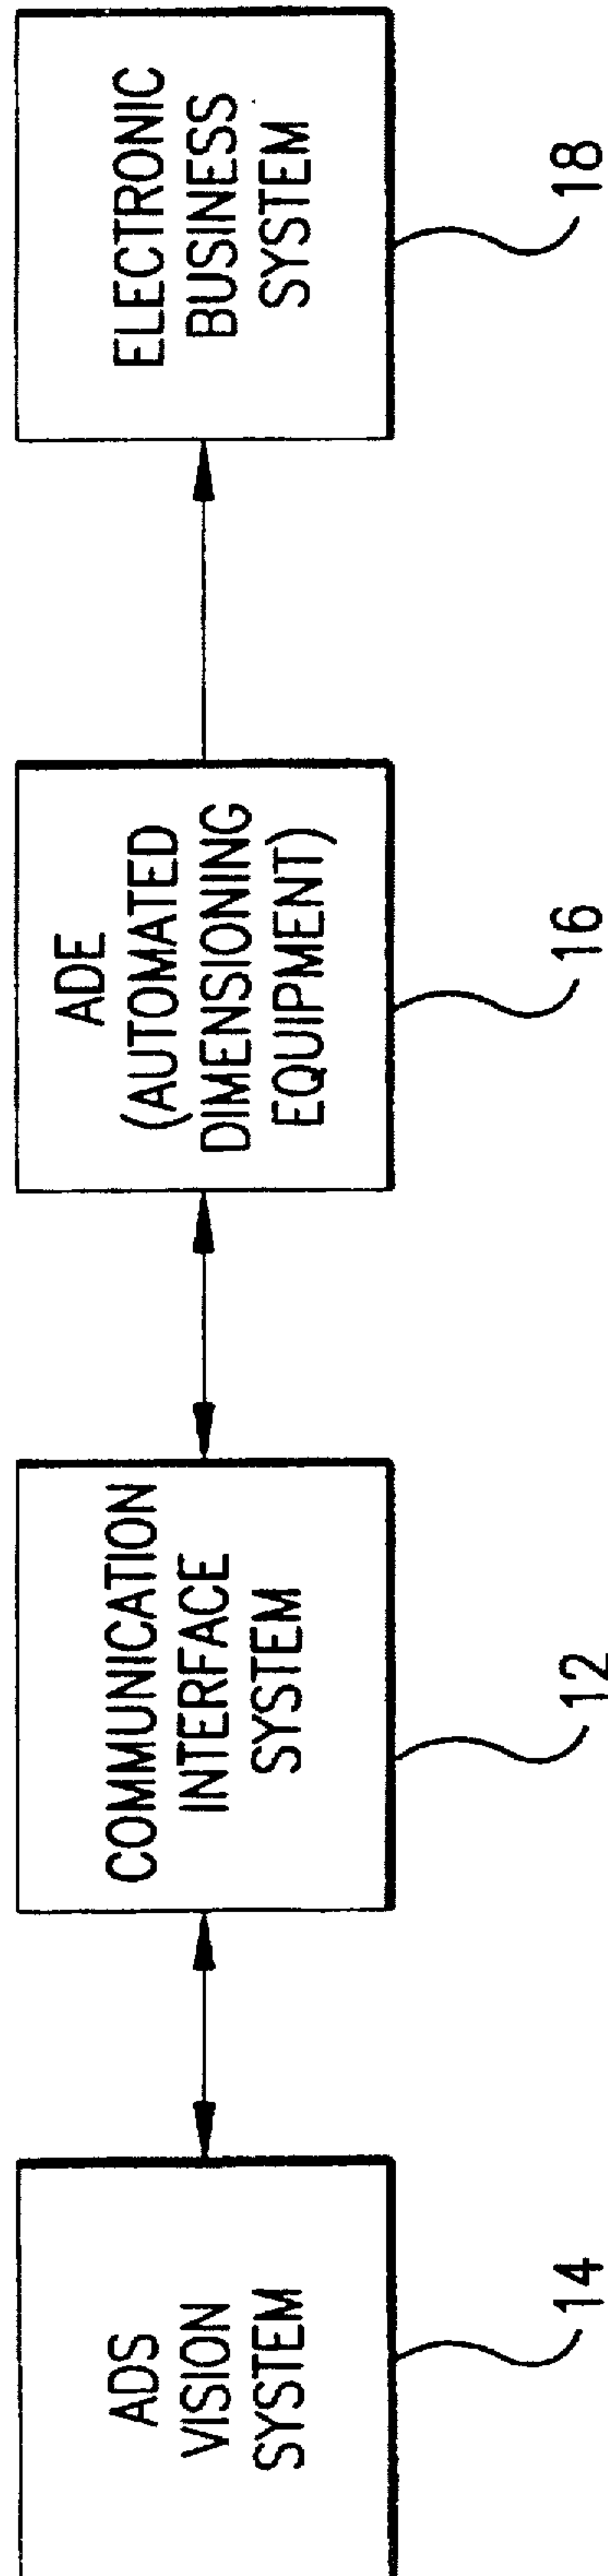 ADS
VISION
SYSTEM
14
COMMUNICATION
INTERFACE
SYSTEM
12
ADE
(AUTOMATED
DIMENSIONING
EQUIPMENT)
16
ELECTRONIC
BUSINESS
SYSTEM
18